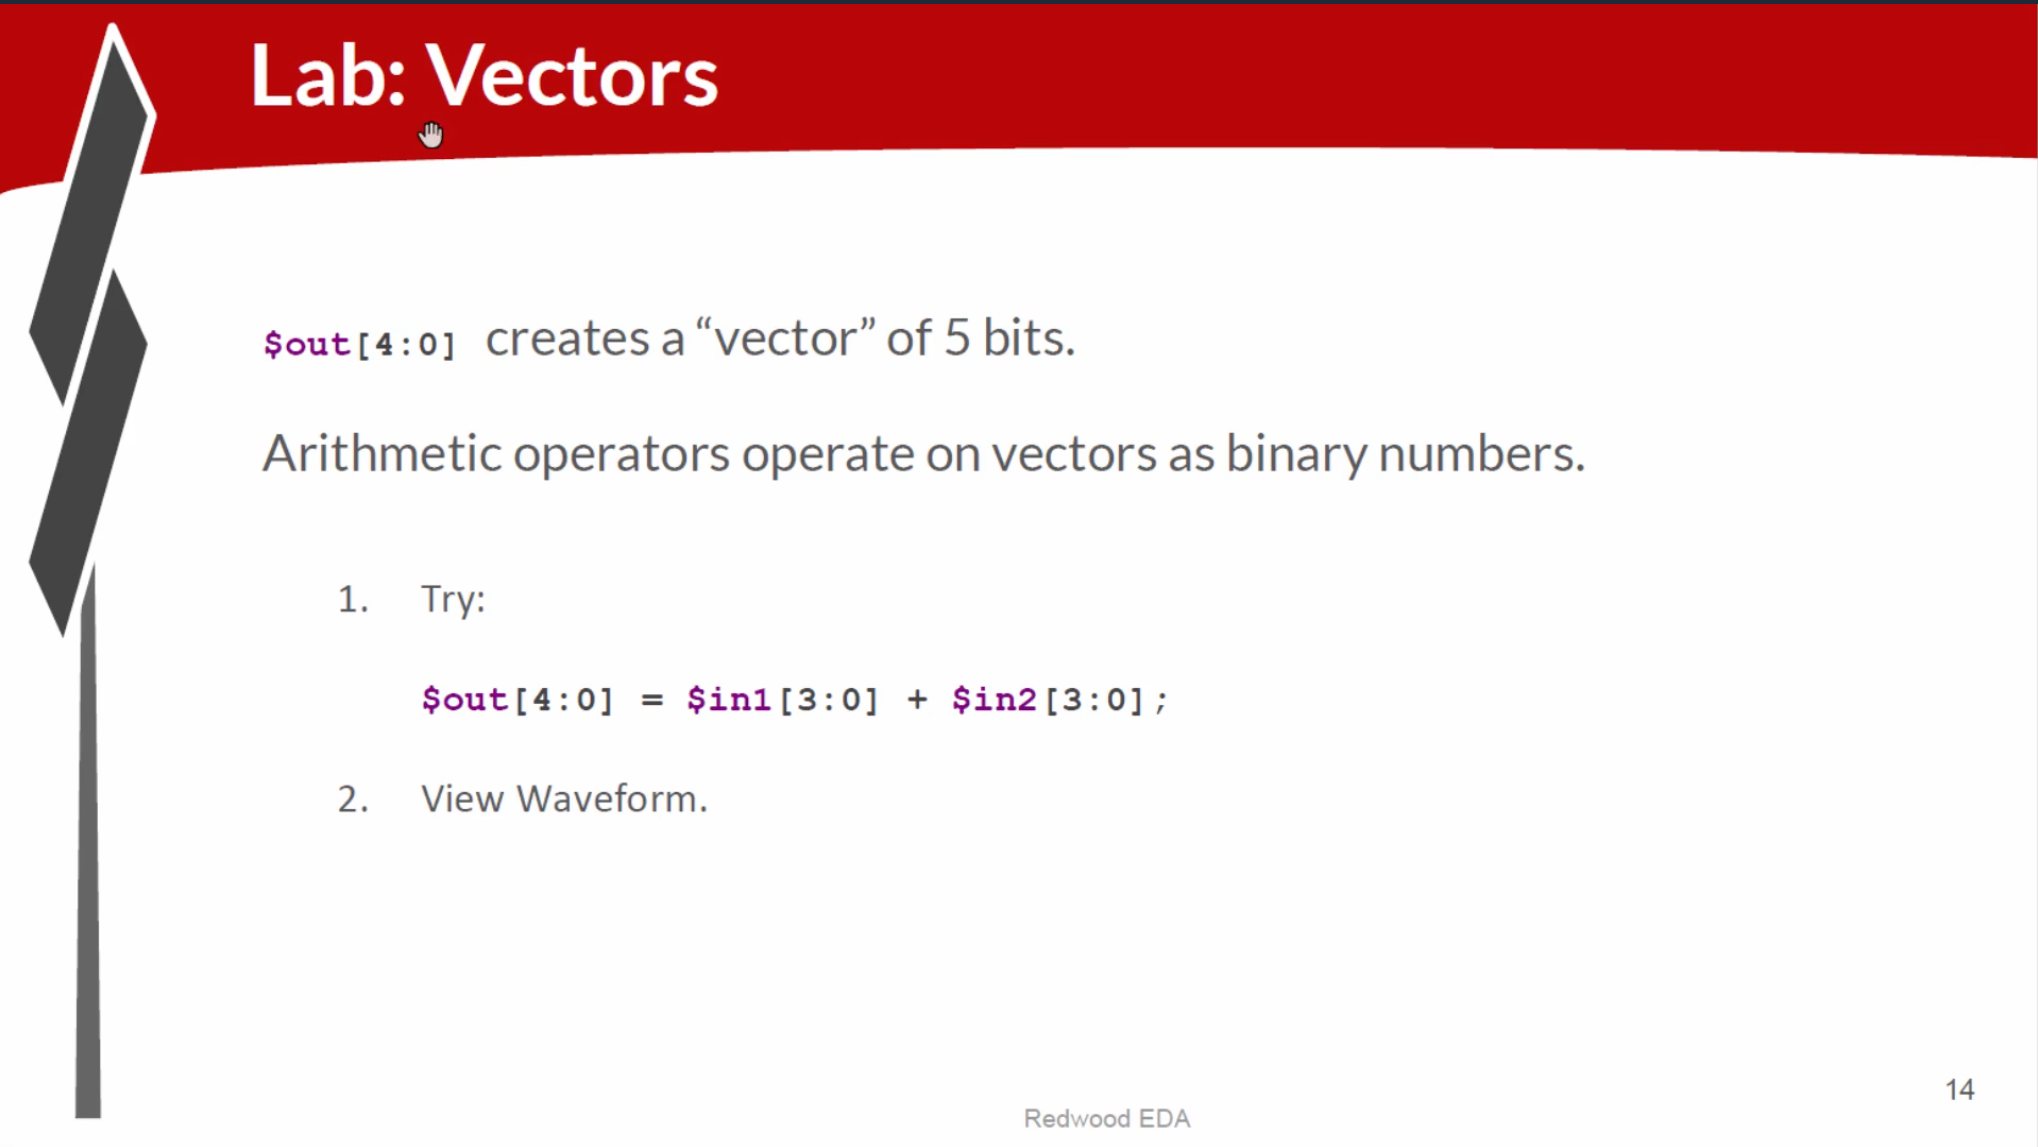 Lab: Vectors
$out[4:0] creates a “vector” of 5 bits.
Arithmetic operators operate on vectors as binary numbers.
1. Try:
$out[4:0] = $in1[3:0] + $in2[3:0];
2. View Waveform.
14
Redwood EDA